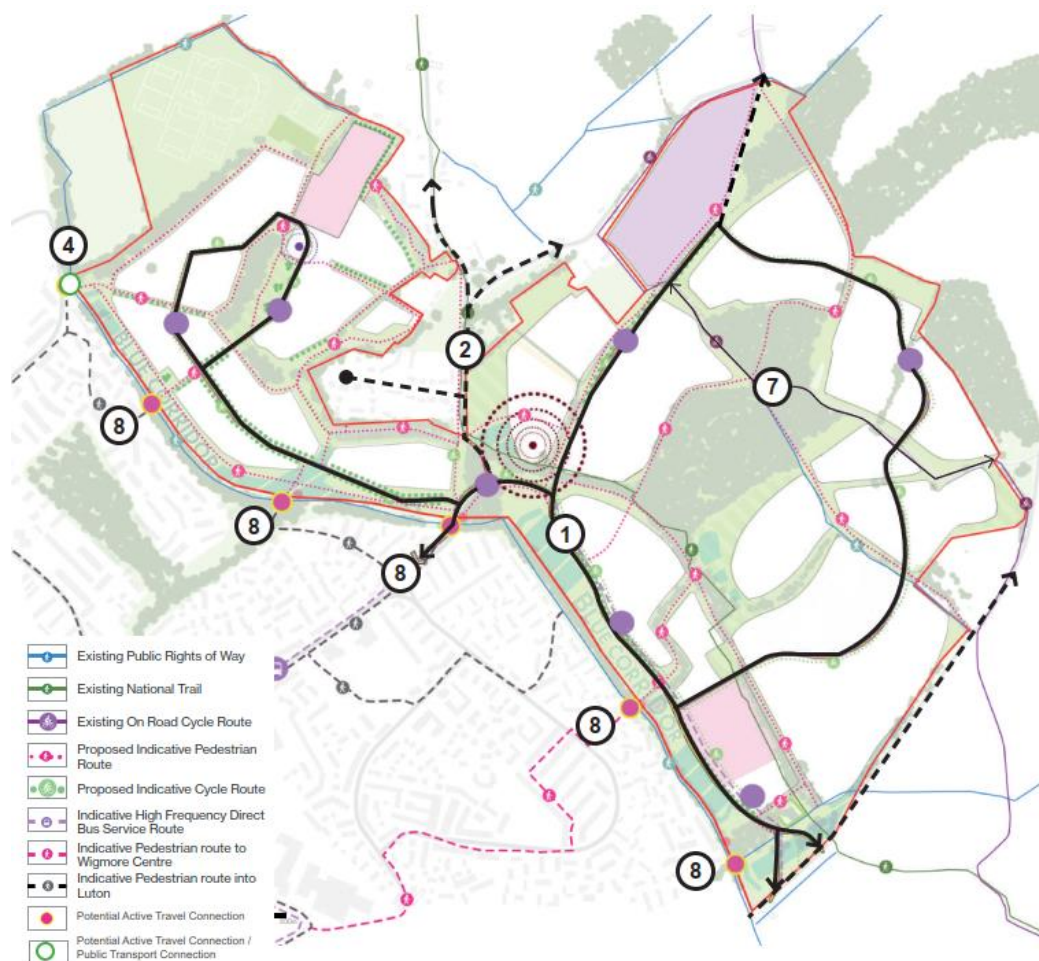 4
2
7
8
8
1
8
8
8
BLUE CORRIDOR
BLUE CORRIDOR
Existing Public Rights of Way
Existing National Trail
Existing On Road Cycle Route
Proposed Indicative Pedestrian
Route
Proposed Indicative Cycle Route
Indicative High Frequency Direct
Bus Service Route
Indicative Pedestrian route to
Wigmore Centre
Indicative Pedestrian route into
Luton
Potential Active Travel Connection
Potential Active Travel Connection /
Public Transport Connection